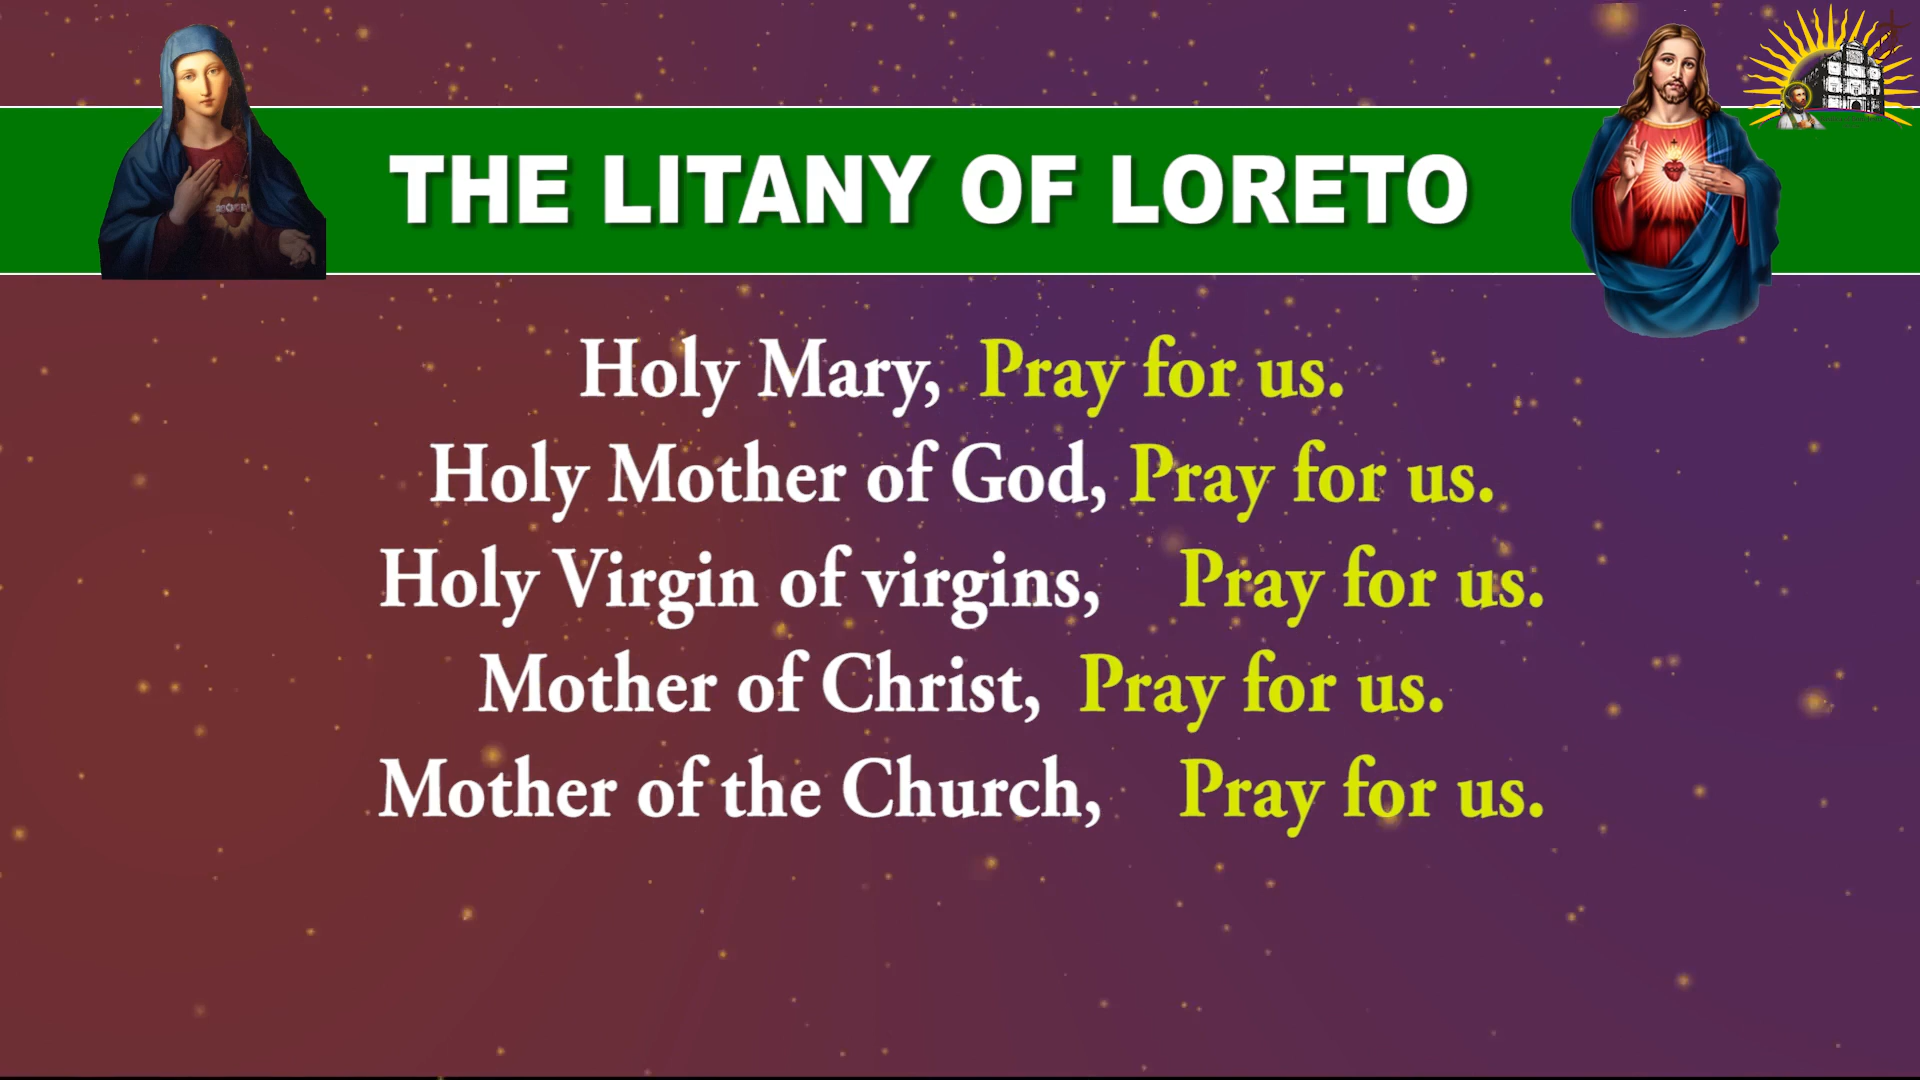 THE LITANY OF LORETO
Holy Mary, Pray for us.
Holy Mother of God, Pray for us.
Holy Virgin of virgins, Pray for us.
Mother of Christ, Pray for us.
Mother of the Church, Pray for us.